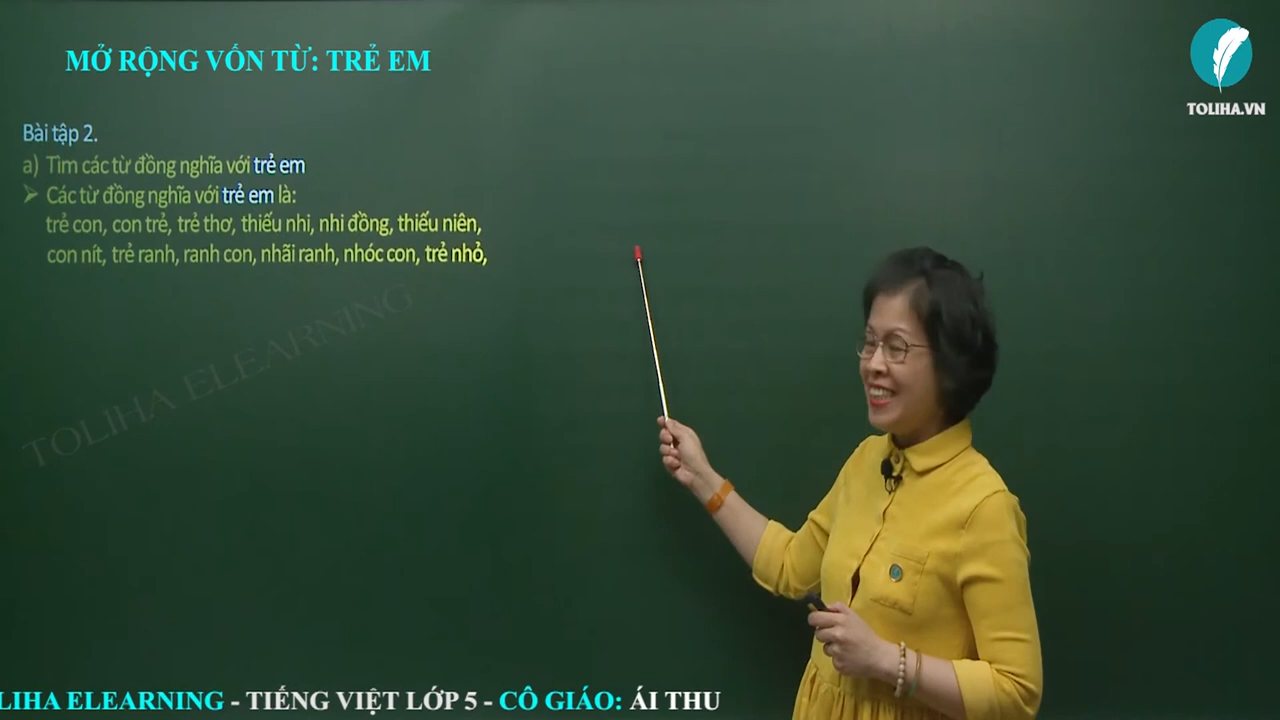 MỞ RỘNG VỐN TỪ: TRẺ EM
TOLIHA.VN
Bài tập 2.
a) Tìm các từ đồng nghĩa với trẻ em
➤ Các từ đồng nghĩa với trẻ em là:
trẻ con, con trẻ, trẻ thơ, thiếu nhi, nhi đồng, thiếu niên,
con nít, trẻ ranh, ranh con, nhãi ranh, nhóc con, trẻ nhỏ,
TOLIHA ELEARNING
LIHA ELEARNING - TIẾNG VIỆT LỚP 5 - CÔ GIÁO: ÁI THU